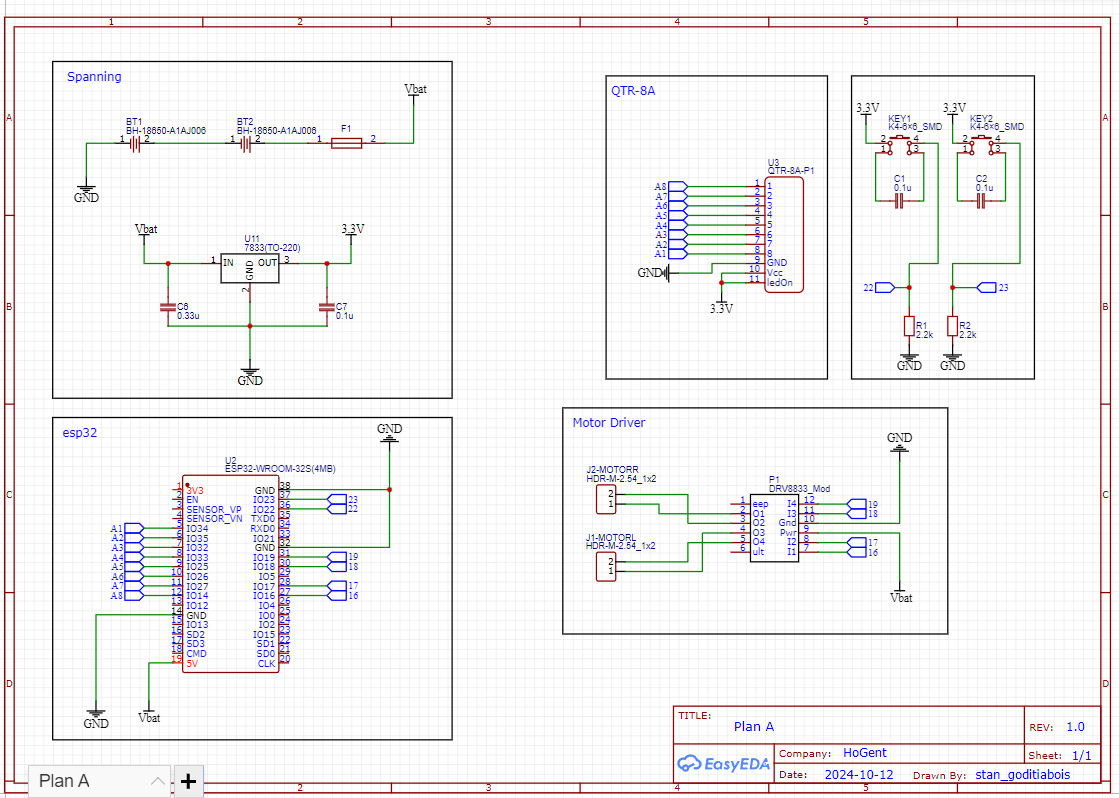 1 2 3 4 5
A
B
C
D
A
B
C
D
Spanning
Vbat
BT1
BH-18650-A1AJ006
1 2
BT2
BH-18650-A1AJ006
1 2
F1
1 2
GND
Vbat
3.3V
U11
7833(TO-220)
1 IN OUT 3
GND
2
C6
0.33u
C7
0.1u
GND
QTR-8A
U3
QTR-8A-P1
A8 1 1
A7 2 2
A6 3 3
A5 4 4
A4 5 5
A3 6 6
A2 7 7
A1 8 8
GND 9 GND
10 Vcc
11 ledOn
3.3V
3.3V
KEY1
K4-6×6_SMD
2 4
1 3
C1
0.1u
3.3V
KEY2
K4-6×6_SMD
2 4
1 3
C2
0.1u
22
23
R1
2.2k
R2
2.2k
GND
GND
esp32
GND
U2
ESP32-WROOM-32S(4MB)
1 3V3 GND 38
2 EN IO23 37 23
3 SENSOR_VP IO22 36 22
4 SENSOR_VN TXD0 35
A1 5 IO34 RXD0 34
A2 6 IO35 IO21 33
A3 7 IO32 GND 32
A4 8 IO33 IO19 31 19
A5 9 IO25 IO18 30 18
A6 10 IO26 IO5 29
A7 11 IO27 IO17 28 17
A8 12 IO14 IO16 27 16
13 IO12 IO4 26
14 GND IO0 25
15 IO13 IO2 24
16 SD2 IO15 23
17 SD3 SD1 22
18 CMD SD0 21
19 5V CLK 20
GND
Vbat
Motor Driver
GND
J2-MOTORR
HDR-M-2.54_1x2
2
1
J1-MOTORL
HDR-M-2.54_1x2
2
1
P1
DRV8833_Mod
1 eep I4 12 19
2 O1 I3 11 18
3 O2 Gnd 10
4 O3 Pwr 9
5 O4 I2 8 17
6 ult I1 7 16
Vbat
TITLE:
Plan A
REV: 1.0
EasyEDA
Company: HoGent
Sheet: 1/1
Date: 2024-10-12 Drawn By: stan_goditiabois
Plan A
+
2 3 4 5